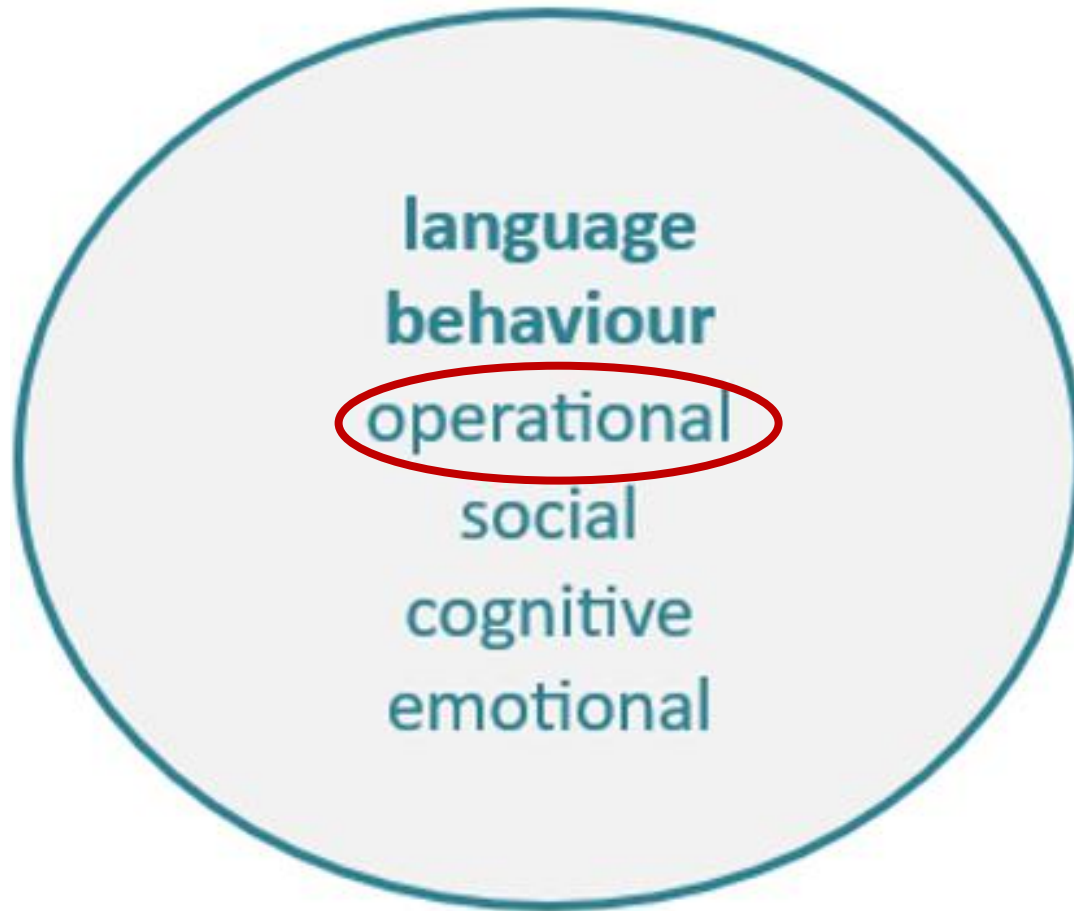 language
behaviour
operational
social
cognitive
emotional